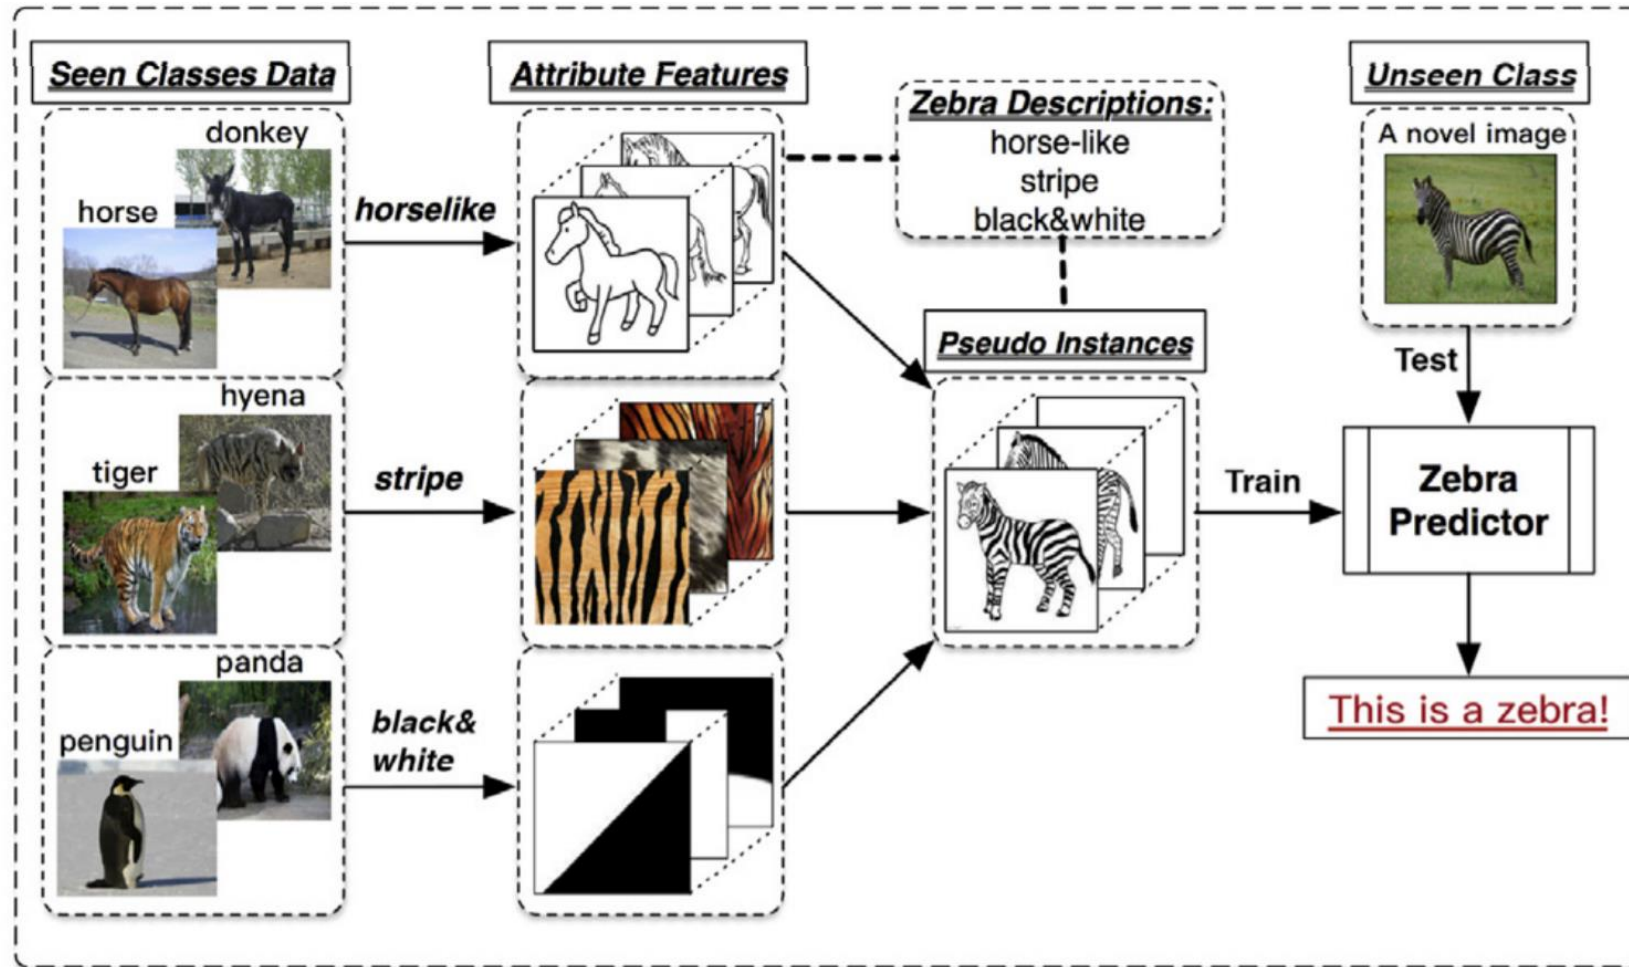 Seen Classes Data
donkey
horse
hyena
tiger
panda
penguin
horselike
stripe
black&
white
Attribute Features
Zebra Descriptions:
horse-like
stripe
black&white
Pseudo Instances
Train
Unseen Class
A novel image
Test
Zebra
Predictor
This is a zebra!